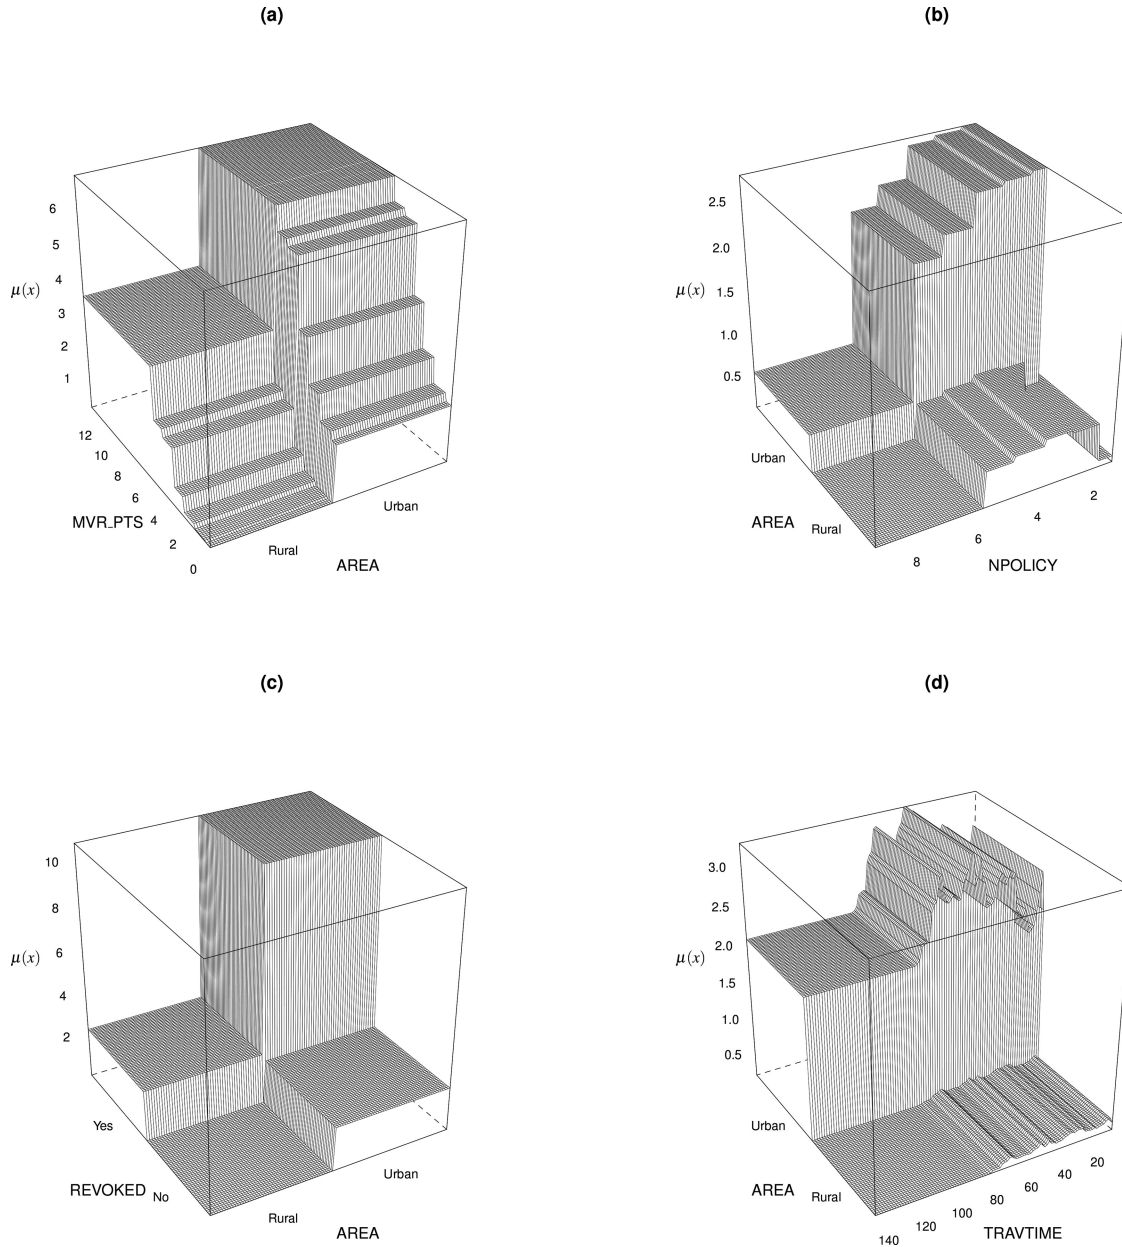 (a)
6
5
4
3
2
1
μ(x)
12
10
8
6
4
2
0
MVR_PTS
Rural
Urban
AREA
(b)
2.5
2.0
1.5
1.0
0.5
μ(x)
Urban
Rural
AREA
8
6
4
2
NPOLICY
(c)
10
8
6
4
2
μ(x)
Yes
No
REVOKED
Rural
Urban
AREA
(d)
3.0
2.5
2.0
1.5
1.0
0.5
μ(x)
Urban
Rural
AREA
140
120
100
80
60
40
20
TRAVTIME